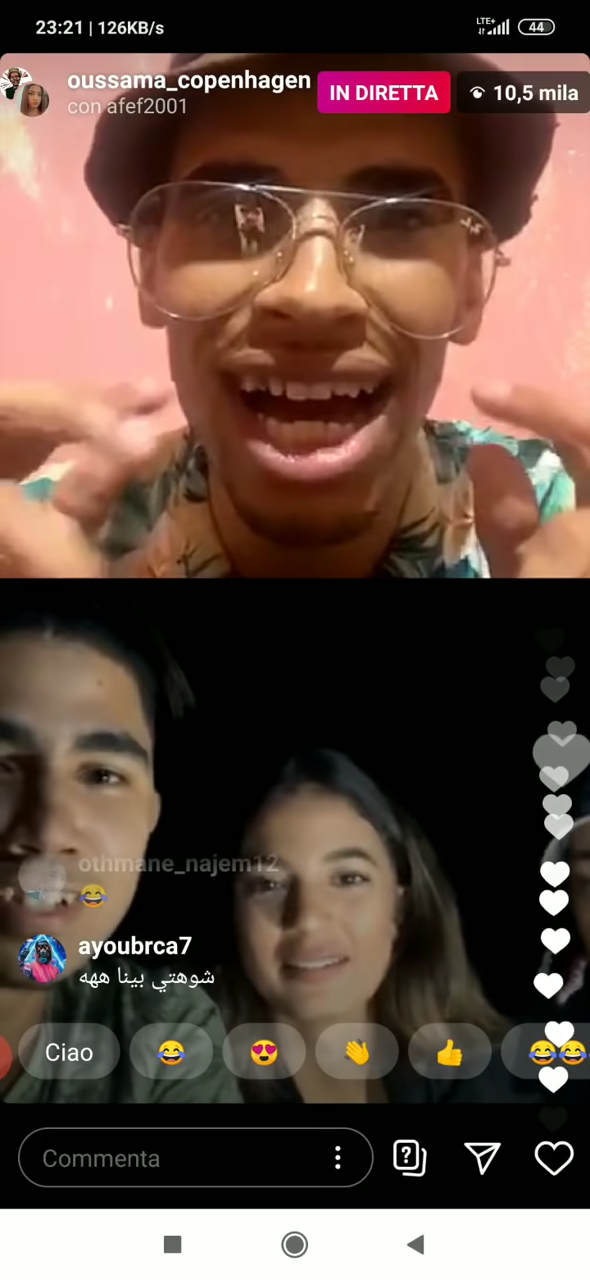 23:21 | 126KB/s
LTE+
44
oussama_copenhagen
IN DIRETTA
10,5 mila
con afef2001
othmane_najem12
😂
ayoubrca7
شوهتي بينا ههه
Ciao 😂 😍 👋 👍 😂😂
Commenta